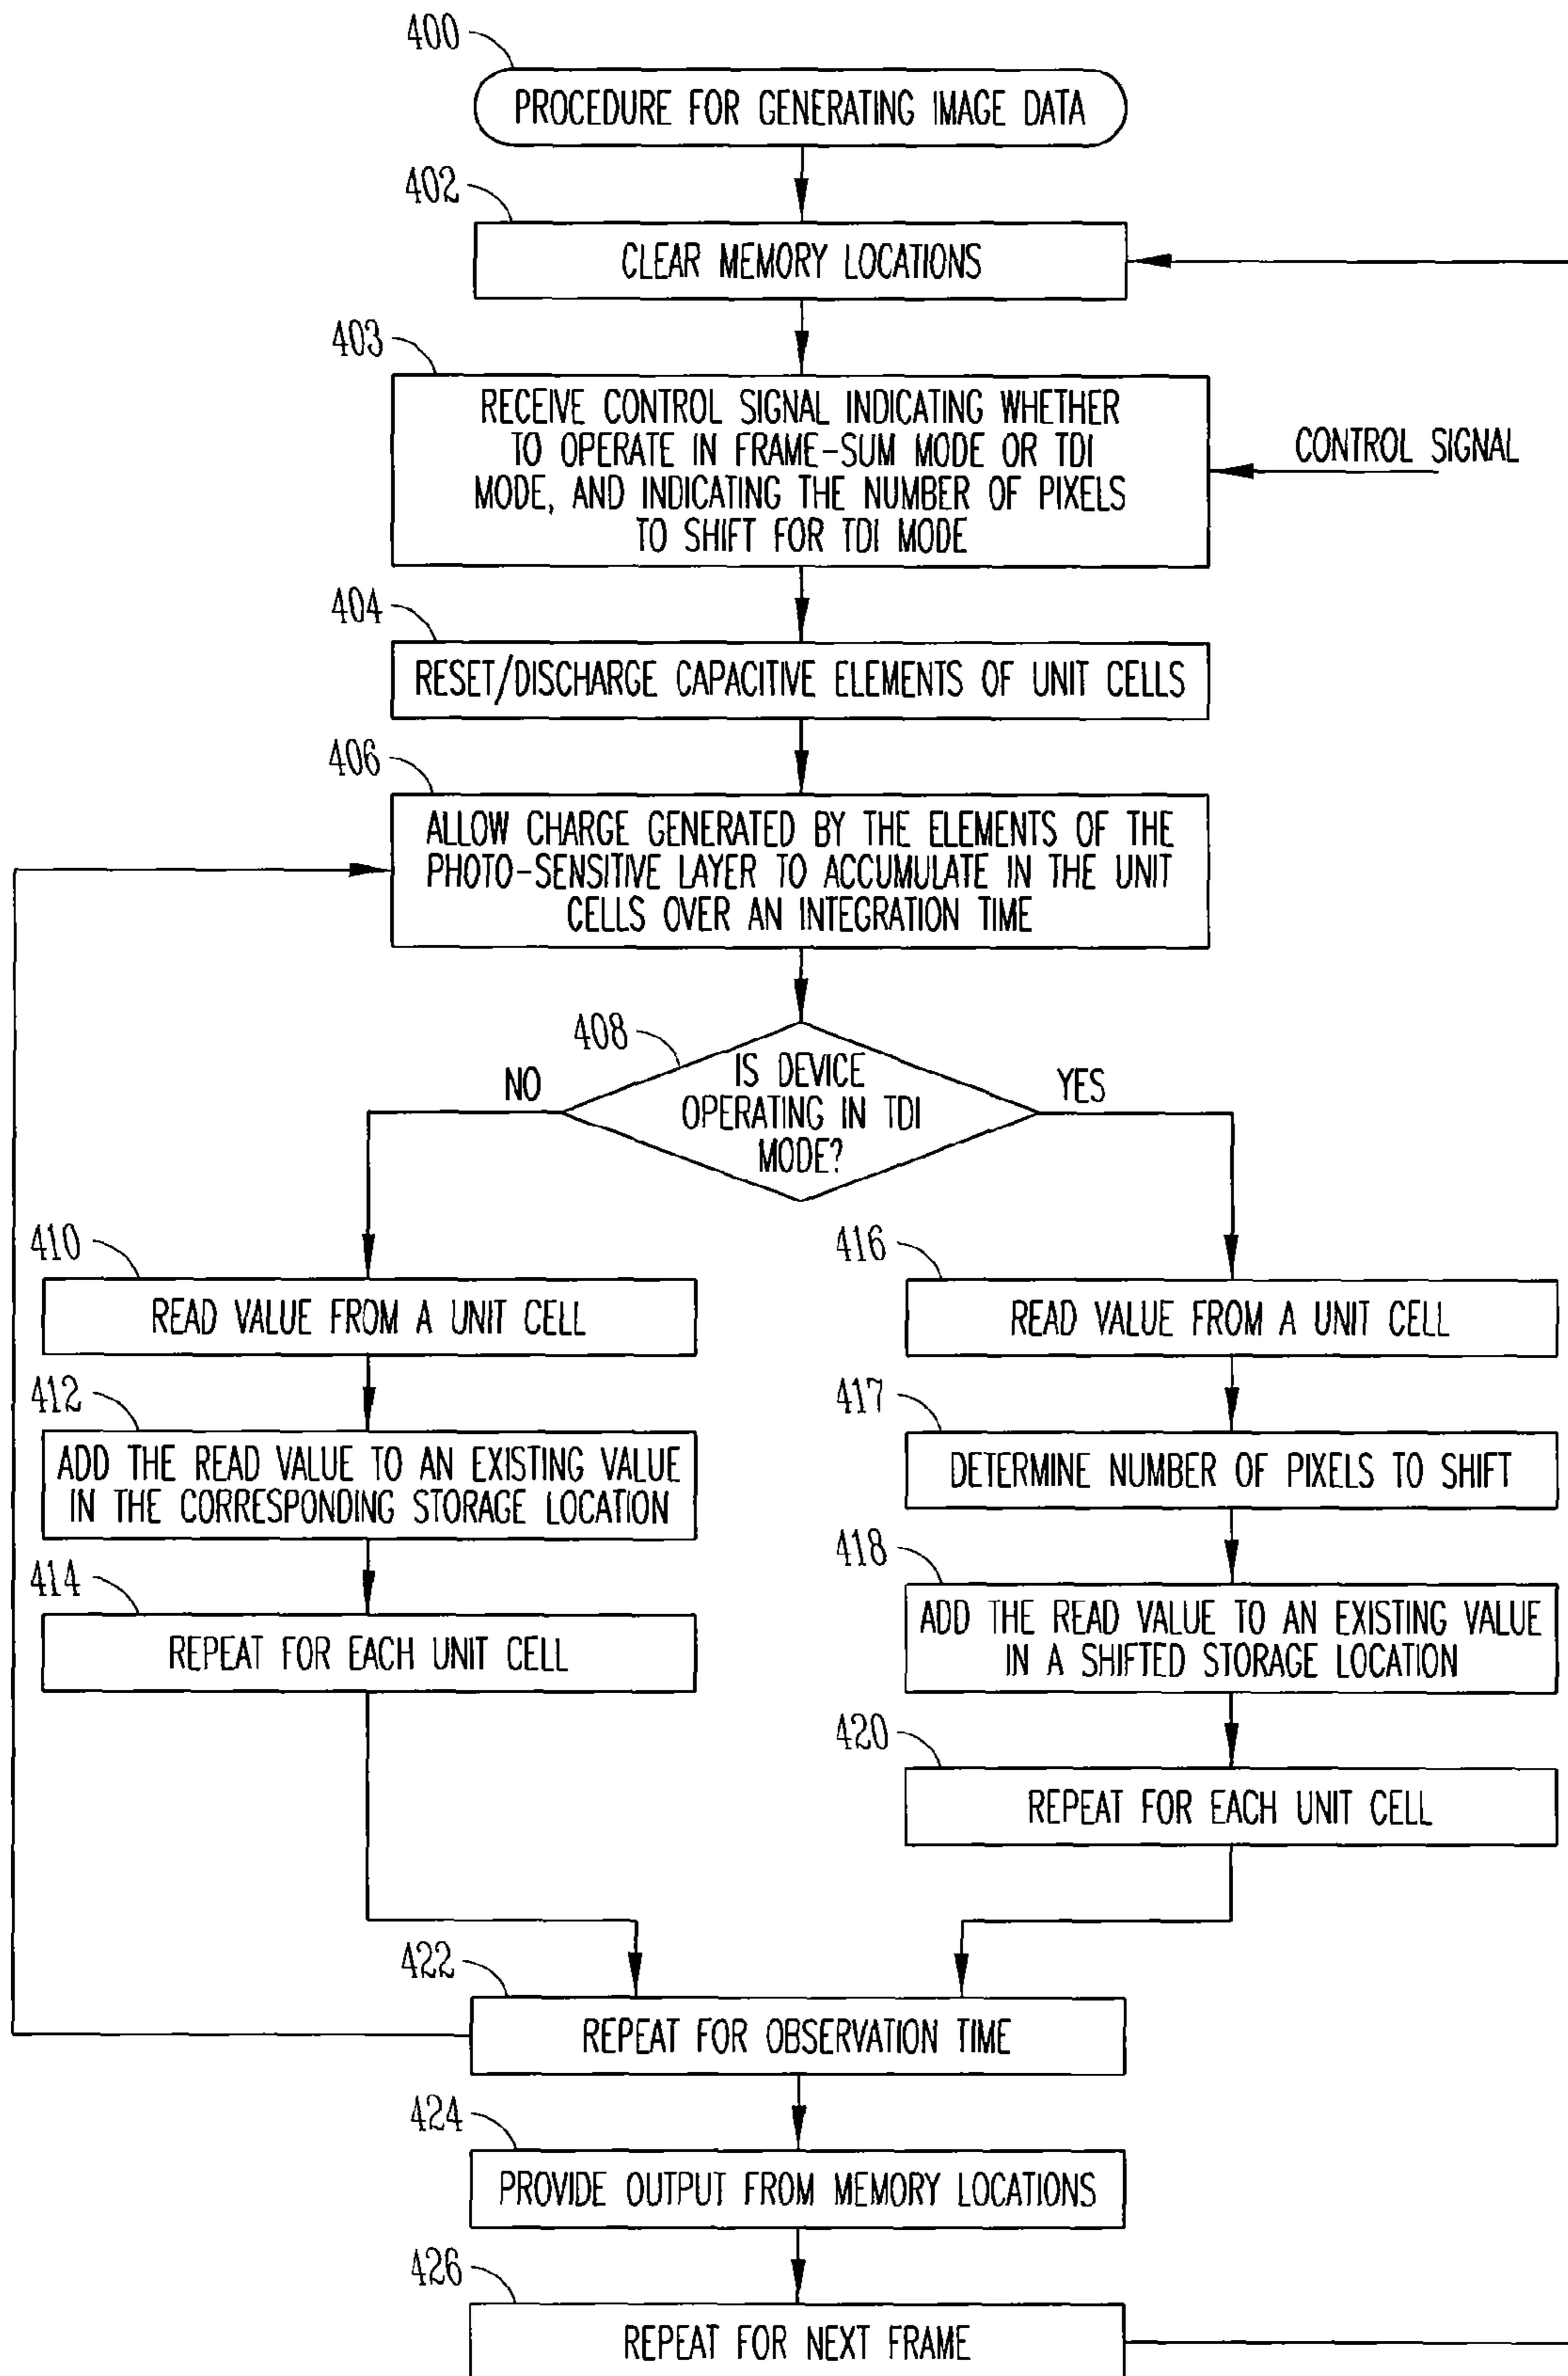 400
PROCEDURE FOR GENERATING IMAGE DATA
402
CLEAR MEMORY LOCATIONS
403
RECEIVE CONTROL SIGNAL INDICATING WHETHER
TO OPERATE IN FRAME-SUM MODE OR TDI
MODE, AND INDICATING THE NUMBER OF PIXELS
TO SHIFT FOR TDI MODE
CONTROL SIGNAL
404
RESET/DISCHARGE CAPACITIVE ELEMENTS OF UNIT CELLS
406
ALLOW CHARGE GENERATED BY THE ELEMENTS OF THE
PHOTO-SENSITIVE LAYER TO ACCUMULATE IN THE UNIT
CELLS OVER AN INTEGRATION TIME
408
IS DEVICE
OPERATING IN TDI
MODE?
NO
YES
410
READ VALUE FROM A UNIT CELL
412
ADD THE READ VALUE TO AN EXISTING VALUE
IN THE CORRESPONDING STORAGE LOCATION
414
REPEAT FOR EACH UNIT CELL
416
READ VALUE FROM A UNIT CELL
417
DETERMINE NUMBER OF PIXELS TO SHIFT
418
ADD THE READ VALUE TO AN EXISTING VALUE
IN A SHIFTED STORAGE LOCATION
420
REPEAT FOR EACH UNIT CELL
422
REPEAT FOR OBSERVATION TIME
424
PROVIDE OUTPUT FROM MEMORY LOCATIONS
426
REPEAT FOR NEXT FRAME